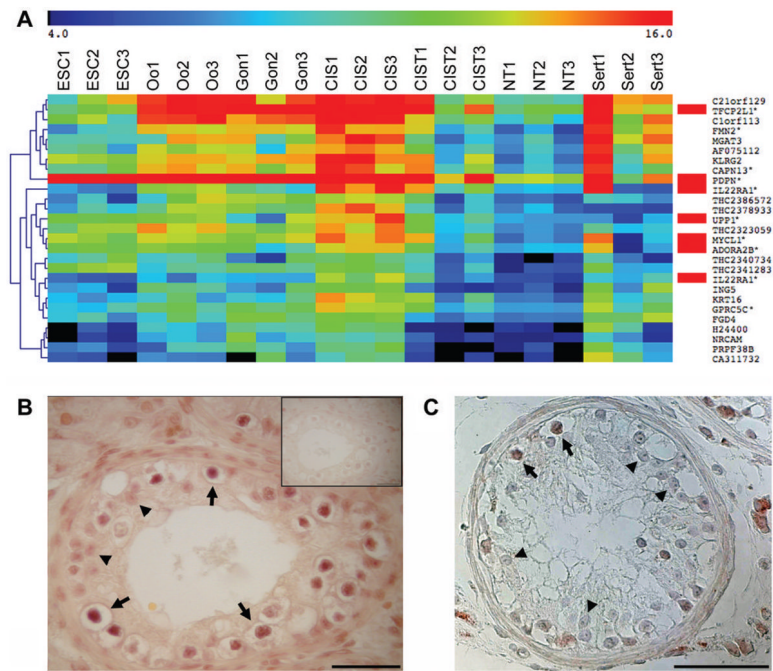 A
4.0 16.0
ESC1 ESC2 ESC3 Oo1 Oo2 Oo3 Gon1 Gon2 Gon3 CIS1 CIS2 CIS3 CIST1 CIST2 CIST3 NT1 NT2 NT3 Sert1 Sert2 Sert3
C21orf129
TFCP2L1*
C1orf113
FMN2*
MGAT3
AF075112
KLRG2
CAPN13*
PDPN*
IL22RA1*
THC2386572
THC2378933
UPP1*
THC2323059
MYCL1*
ADORA2B*
THC2340734
THC2341283
IL22RA1*
ING5
KRT16
GPRC5C*
FGD4
H24400
NRCAM
PRPF38B
CA311732
B C